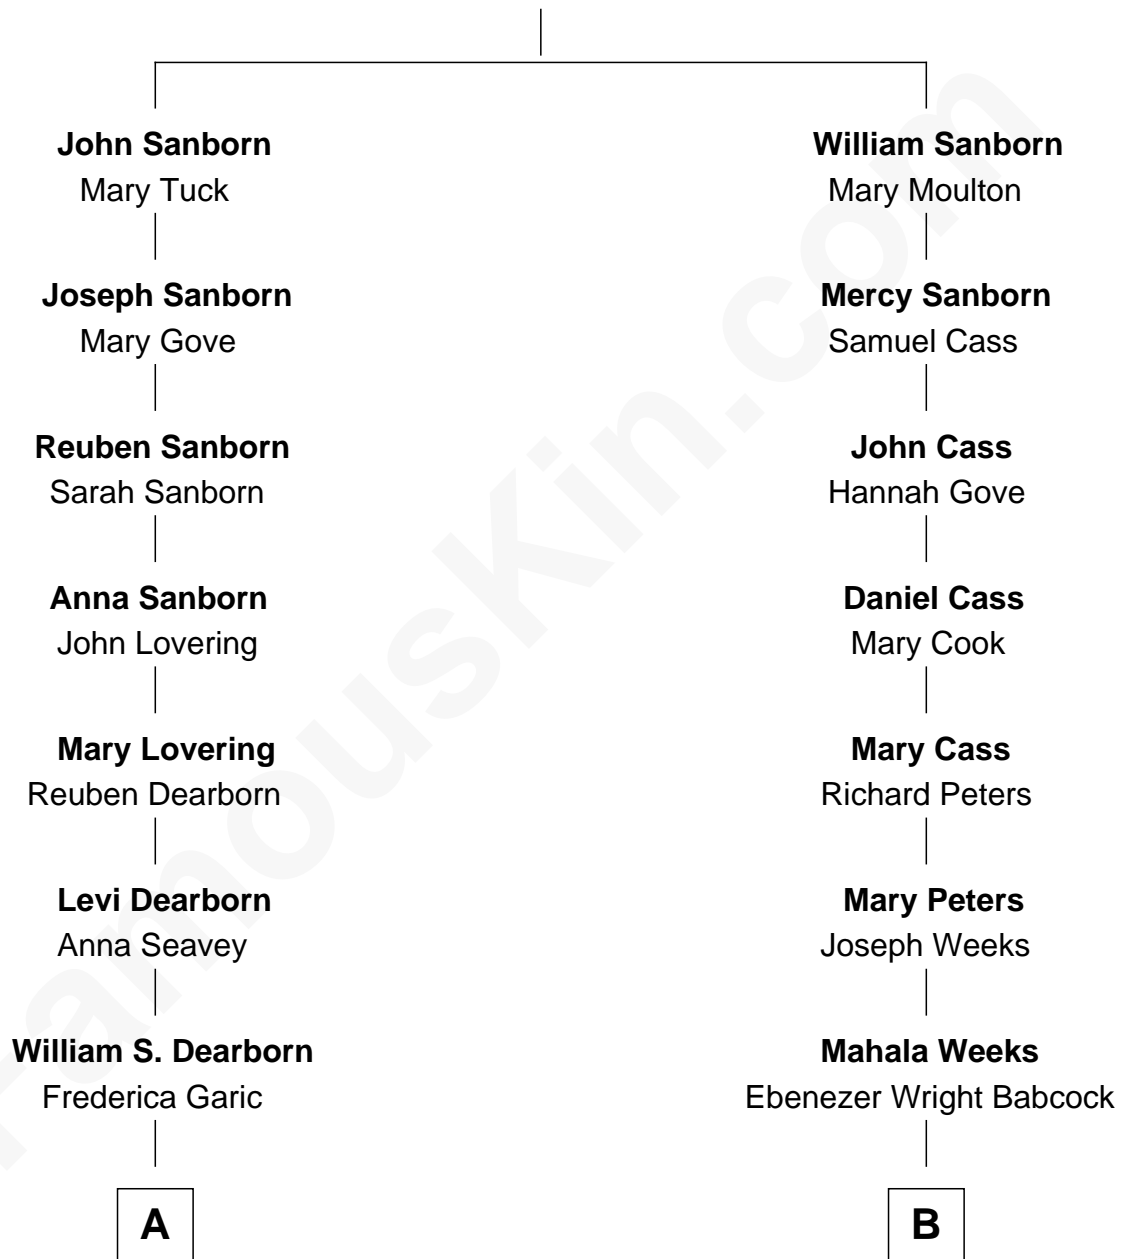 John Sanborn
Mary Tuck
William Sanborn
Mary Moulton
Joseph Sanborn
Mary Gove
Mercy Sanborn
Samuel Cass
Reuben Sanborn
Sarah Sanborn
John Cass
Hannah Gove
Anna Sanborn
John Lovering
Daniel Cass
Mary Cook
Mary Lovering
Reuben Dearborn
Mary Cass
Richard Peters
Levi Dearborn
Anna Seavey
Mary Peters
Joseph Weeks
William S. Dearborn
Frederica Garic
Mahala Weeks
Ebenezer Wright Babcock
A
B
FamousKin.com